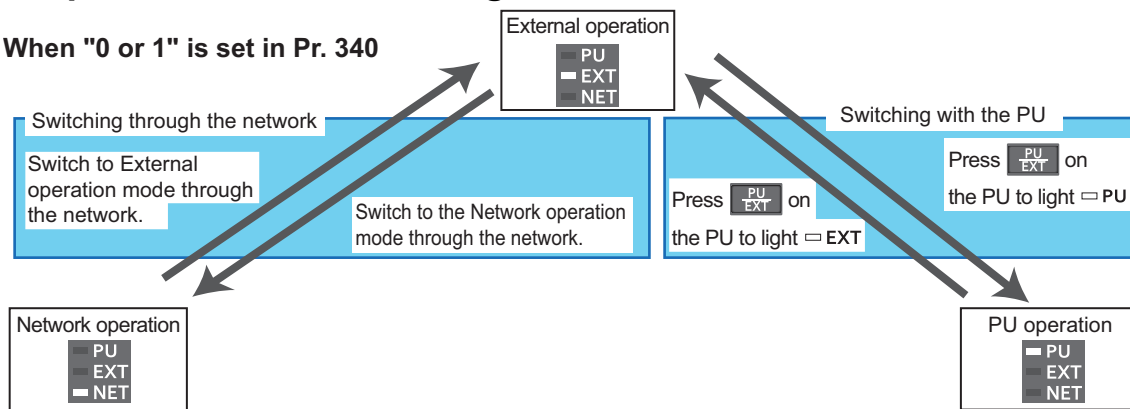 When "0 or 1" is set in Pr. 340
External operation
PU
EXT
NET
Switching through the network
Switch to External
operation mode through
the network.
Switch to the Network operation
mode through the network.
Switching with the PU
Press PU/EXT on
the PU to light EXT
Press PU/EXT on
the PU to light PU
Network operation
PU
EXT
NET
PU operation
PU
EXT
NET